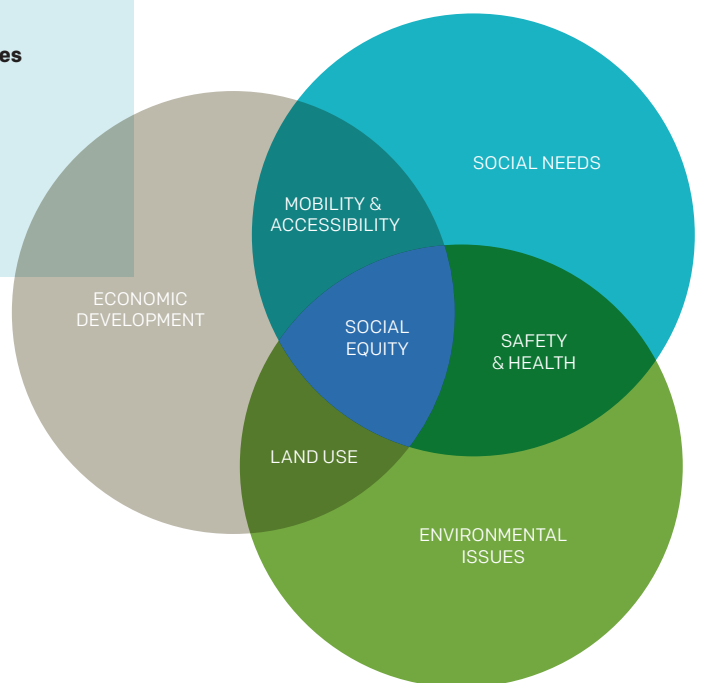 es
SOCIAL NEEDS
MOBILITY &
ACCESSIBILITY
ECONOMIC
DEVELOPMENT
SOCIAL
EQUITY
SAFETY
& HEALTH
LAND USE
ENVIRONMENTAL
ISSUES